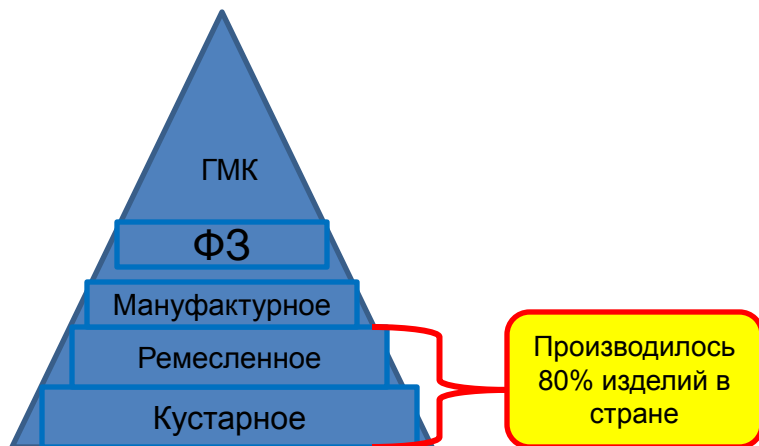 ГМК
ФЗ
Мануфактурное
Ремесленное
Кустарное
Производилось
80% изделий в
стране